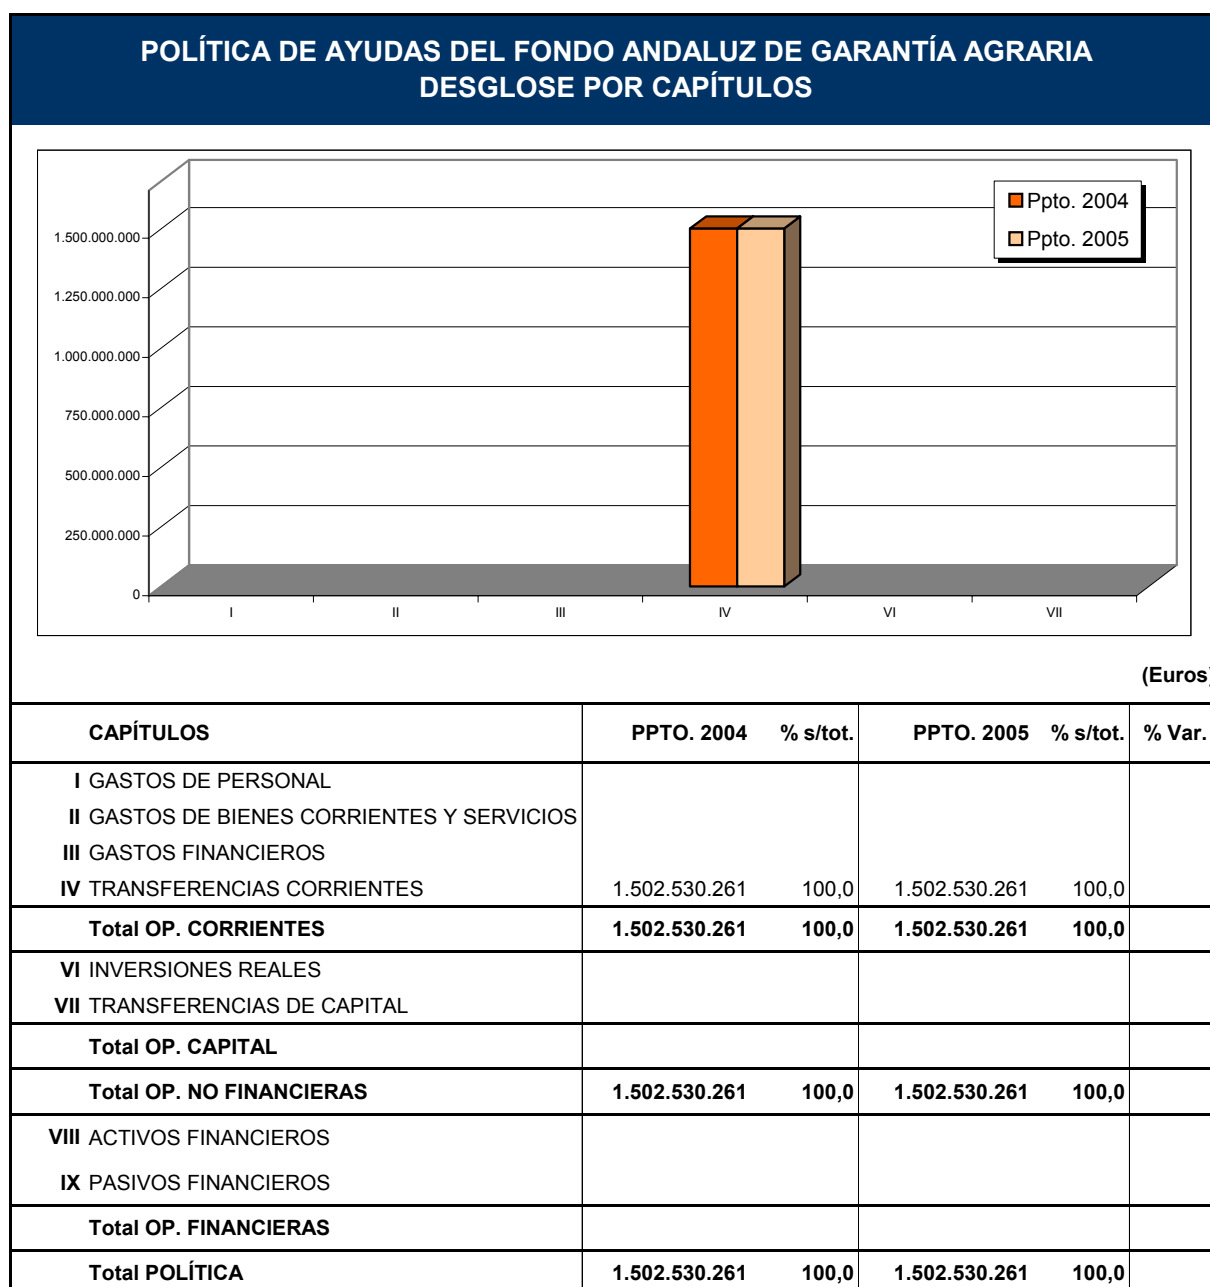 POLÍTICA DE AYUDAS DEL FONDO ANDALUZ DE GARANTÍA AGRARIA
DESGLOSE POR CAPÍTULOS
Ppto. 2004
Ppto. 2005
1.500.000.000
1.250.000.000
1.000.000.000
750.000.000
500.000.000
250.000.000
0
I II III IV VI VII
(Euros)
CAPÍTULOS PPTO. 2004 % s/tot. PPTO. 2005 % s/tot. % Var.
I GASTOS DE PERSONAL
II GASTOS DE BIENES CORRIENTES Y SERVICIOS
III GASTOS FINANCIEROS
IV TRANSFERENCIAS CORRIENTES 1.502.530.261 100,0 1.502.530.261 100,0
Total OP. CORRIENTES 1.502.530.261 100,0 1.502.530.261 100,0
VI INVERSIONES REALES
VII TRANSFERENCIAS DE CAPITAL
Total OP. CAPITAL
Total OP. NO FINANCIERAS 1.502.530.261 100,0 1.502.530.261 100,0
VIII ACTIVOS FINANCIEROS
IX PASIVOS FINANCIEROS
Total OP. FINANCIERAS
Total POLÍTICA 1.502.530.261 100,0 1.502.530.261 100,0